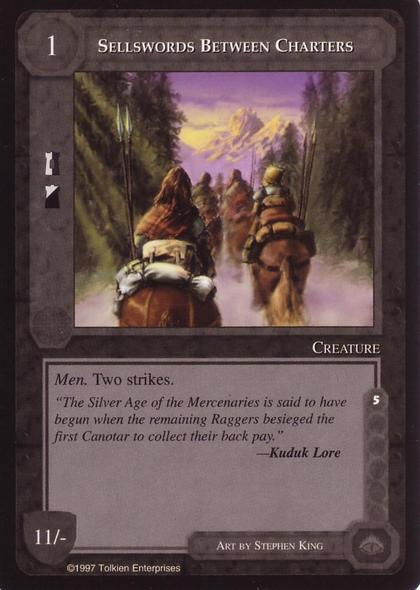 1
SELLSWORDS BETWEEN CHARTERS
CREATURE
Men. Two strikes.
“The Silver Age of the Mercenaries is said to have
begun when the remaining Raggers besieged the
first Canotar to collect their back pay.”
—Kuduk Lore
5
11/-
ART BY STEPHEN KING
©1997 Tolkien Enterprises